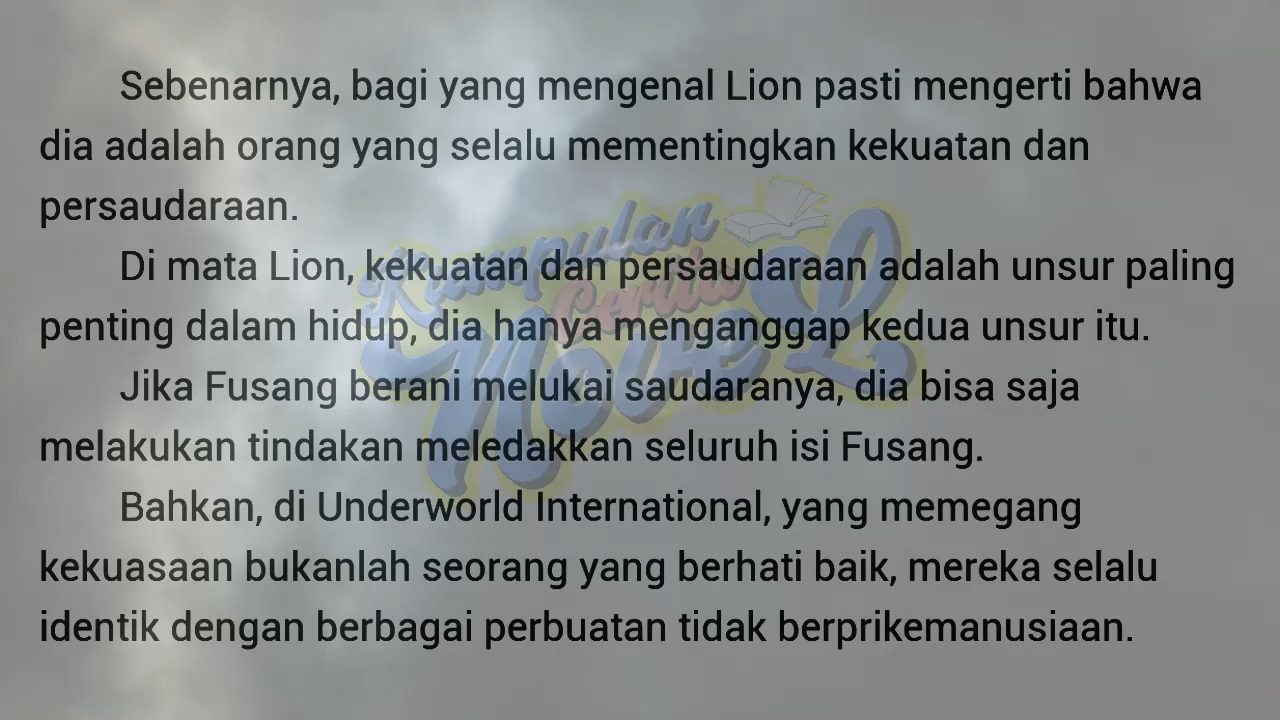 Sebenarnya, bagi yang mengenal Lion pasti mengerti bahwa
dia adalah orang yang selalu mementingkan kekuatan dan
persaudaraan.
Di mata Lion, kekuatan dan persaudaraan adalah unsur paling
penting dalam hidup, dia hanya menganggap kedua unsur itu.
Jika Fusang berani melukai saudaranya, dia bisa saja
melakukan tindakan meledakkan seluruh isi Fusang.
Bahkan, di Underworld International, yang memegang
kekuasaan bukanlah seorang yang berhati baik, mereka selalu
identik dengan berbagai perbuatan tidak berprikemanusiaan.
Kumpulan
Cerita
NoveL